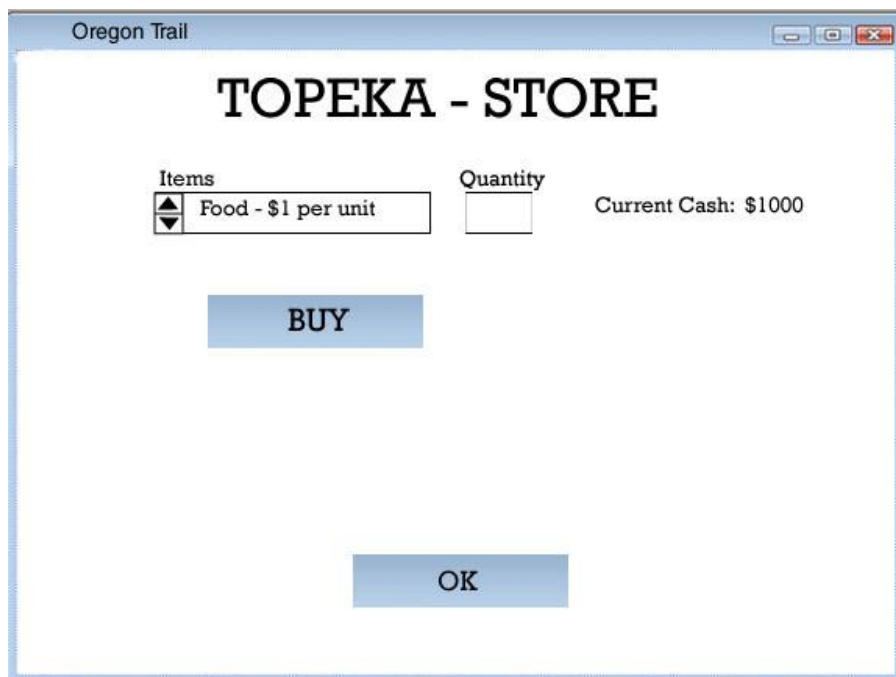 Oregon Trail
TOPEKA - STORE
Items
Quantity
Food - $1 per unit
Current Cash: $1000
BUY
OK